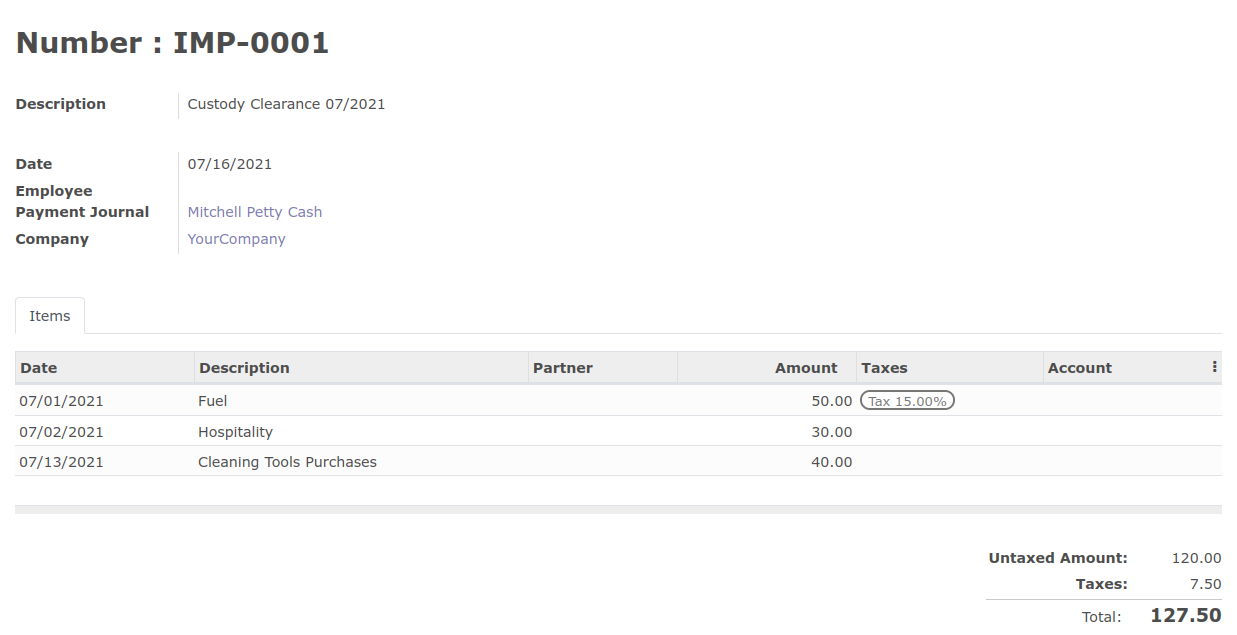 Number : IMP-0001
Description Custody Clearance 07/2021
Date 07/16/2021
Employee
Payment Journal Mitchell Petty Cash
Company YourCompany
Items
Date Description Partner Amount Taxes Account
07/01/2021 Fuel 50.00 Tax 15.00%
07/02/2021 Hospitality 30.00
07/13/2021 Cleaning Tools Purchases 40.00
Untaxed Amount: 120.00
Taxes: 7.50
Total: 127.50